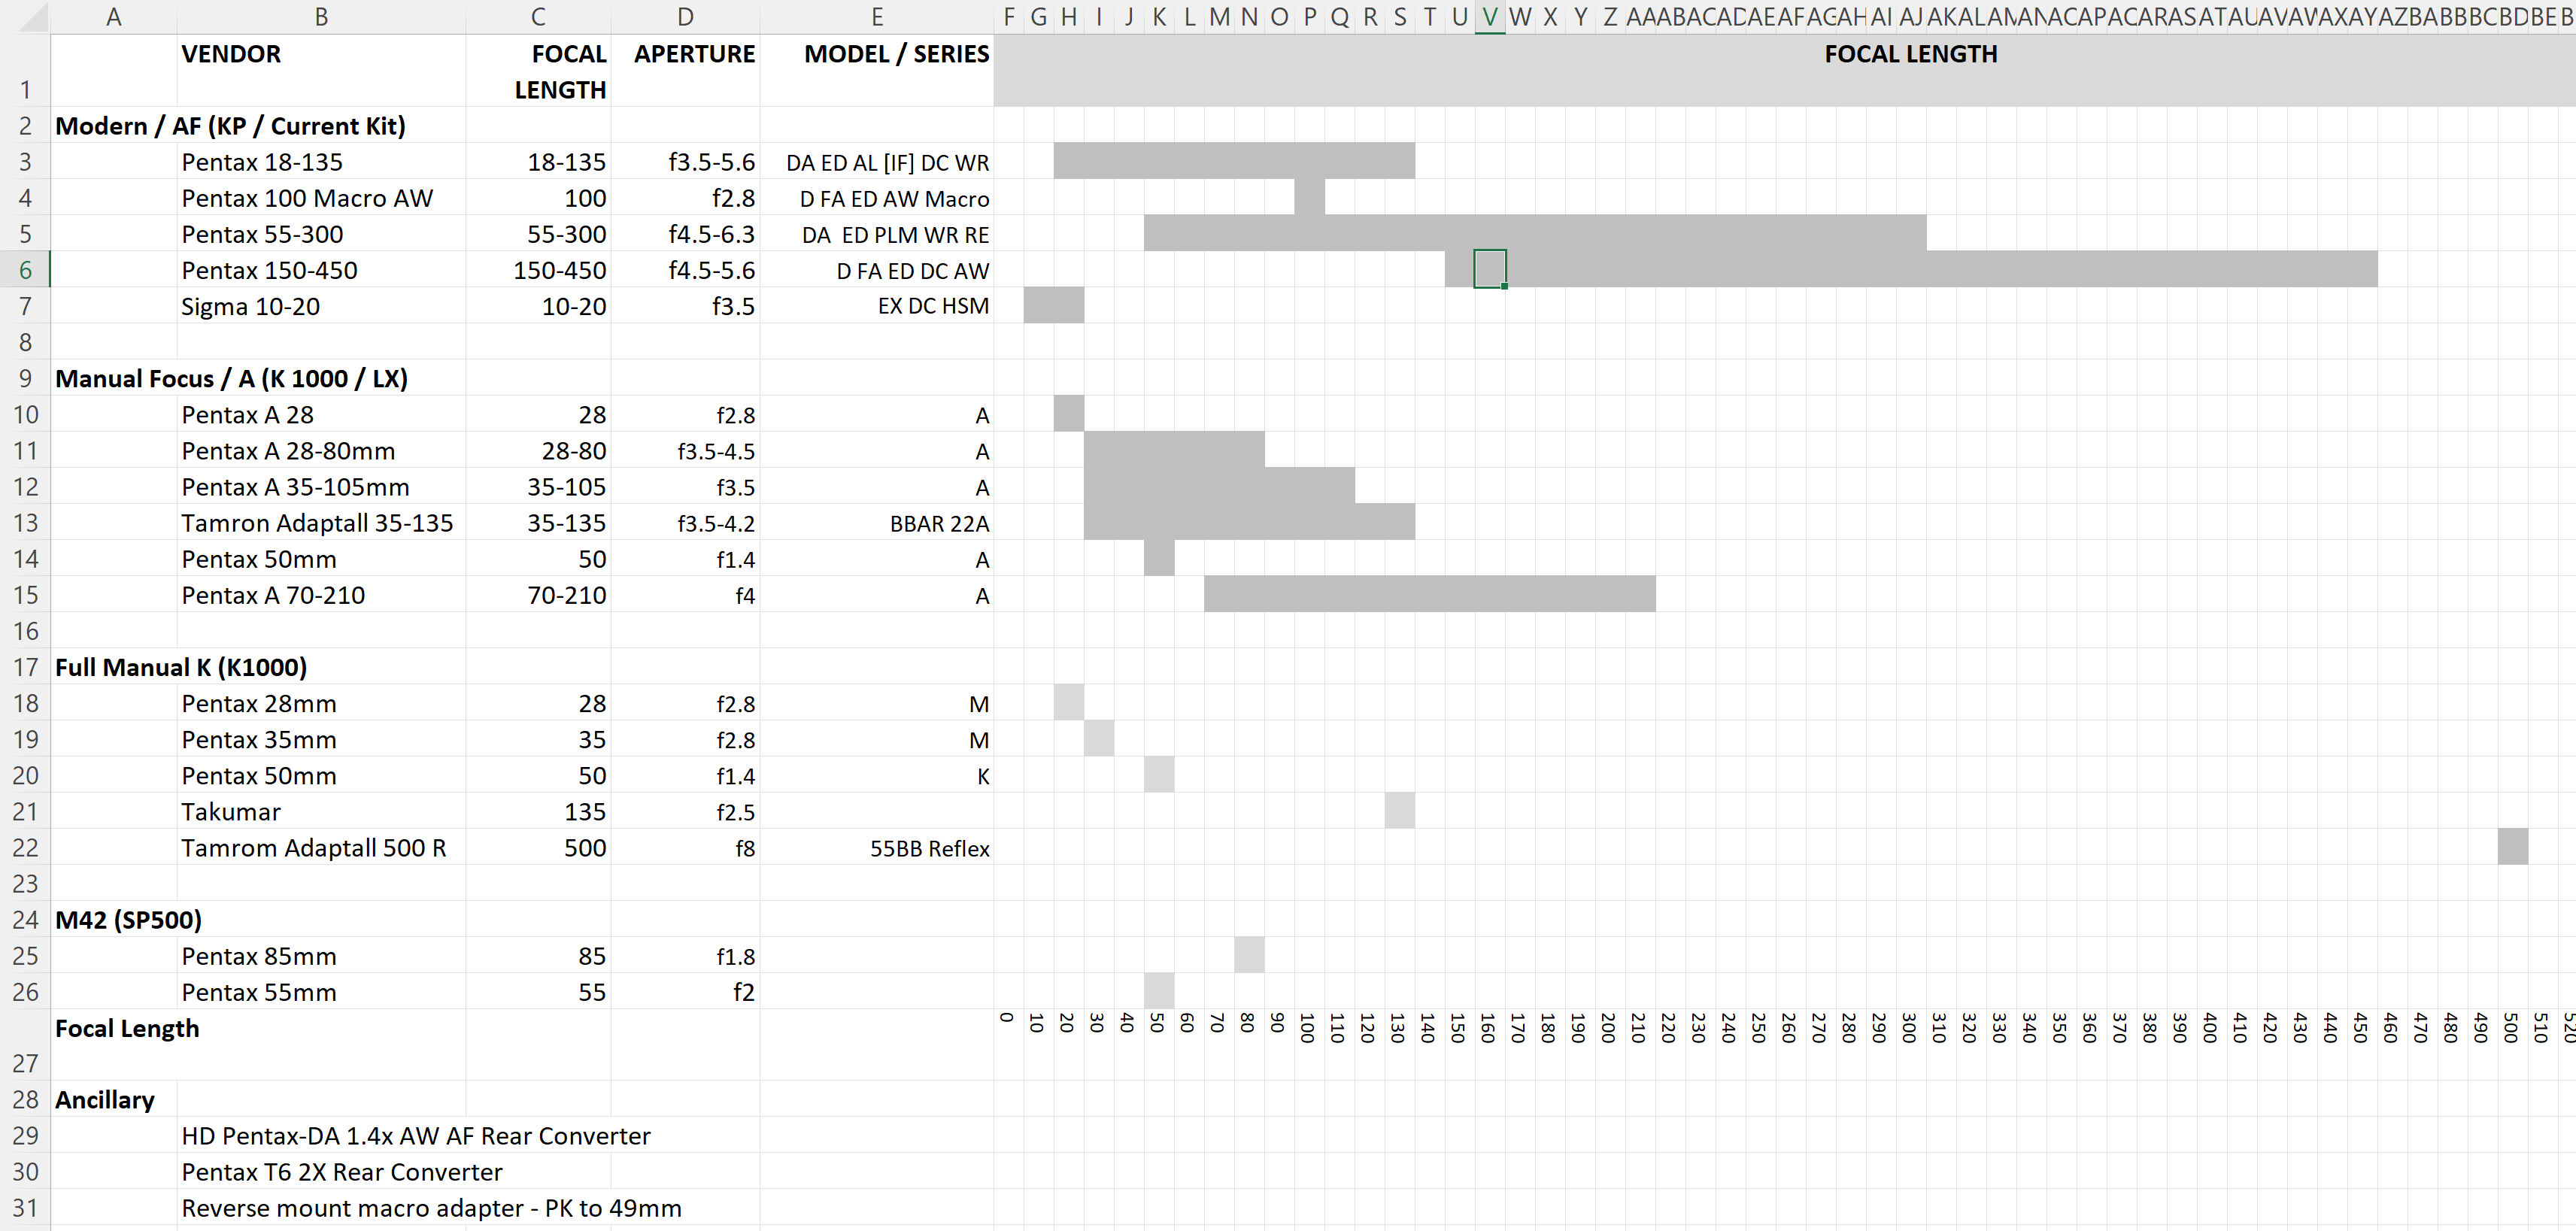 A B C D E F G H I J K L M N O P Q R S T U V W X Y Z AA AB AC AD AE AF AG AH AI AJ AK AL AM AN AO AP AQ AR AS AT AU AV AW AX AY AZ BA BB BC BD BE B
1 VENDOR FOCAL LENGTH APERTURE MODEL / SERIES FOCAL LENGTH
2 Modern / AF (KP / Current Kit)
3 Pentax 18-135 18-135 f3.5-5.6 DA ED AL [IF] DC WR
4 Pentax 100 Macro AW 100 f2.8 D FA ED AW Macro
5 Pentax 55-300 55-300 f4.5-6.3 DA ED PLM WR RE
6 Pentax 150-450 150-450 f4.5-5.6 D FA ED DC AW
7 Sigma 10-20 10-20 f3.5 EX DC HSM
8
9 Manual Focus / A (K 1000 / LX)
10 Pentax A 28 28 f2.8 A
11 Pentax A 28-80mm 28-80 f3.5-4.5 A
12 Pentax A 35-105mm 35-105 f3.5 A
13 Tamron Adaptall 35-135 35-135 f3.5-4.2 BBAR 22A
14 Pentax 50mm 50 f1.4 A
15 Pentax A 70-210 70-210 f4 A
16
17 Full Manual K (K1000)
18 Pentax 28mm 28 f2.8 M
19 Pentax 35mm 35 f2.8 M
20 Pentax 50mm 50 f1.4 K
21 Takumar 135 f2.5
22 Tamrom Adaptall 500 R 500 f8 55BB Reflex
23
24 M42 (SP500)
25 Pentax 85mm 85 f1.8
26 Pentax 55mm 55 f2
27 Focal Length 0 10 20 30 40 50 60 70 80 90 100 110 120 130 140 150 160 170 180 190 200 210 220 230 240 250 260 270 280 290 300 310 320 330 340 350 360 370 380 390 400 410 420 430 440 450 460 470 480 490 500 510
28 Ancillary
29 HD Pentax-DA 1.4x AW AF Rear Converter
30 Pentax T6 2X Rear Converter
31 Reverse mount macro adapter - PK to 49mm